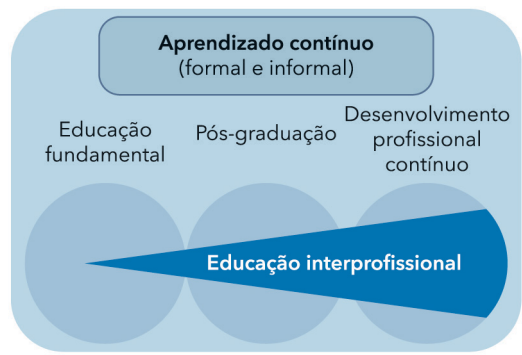 Aprendizado contínuo
(formal e informal)
Educação
fundamental
Pós-graduação
Desenvolvimento
profissional
contínuo
Educação interprofissional